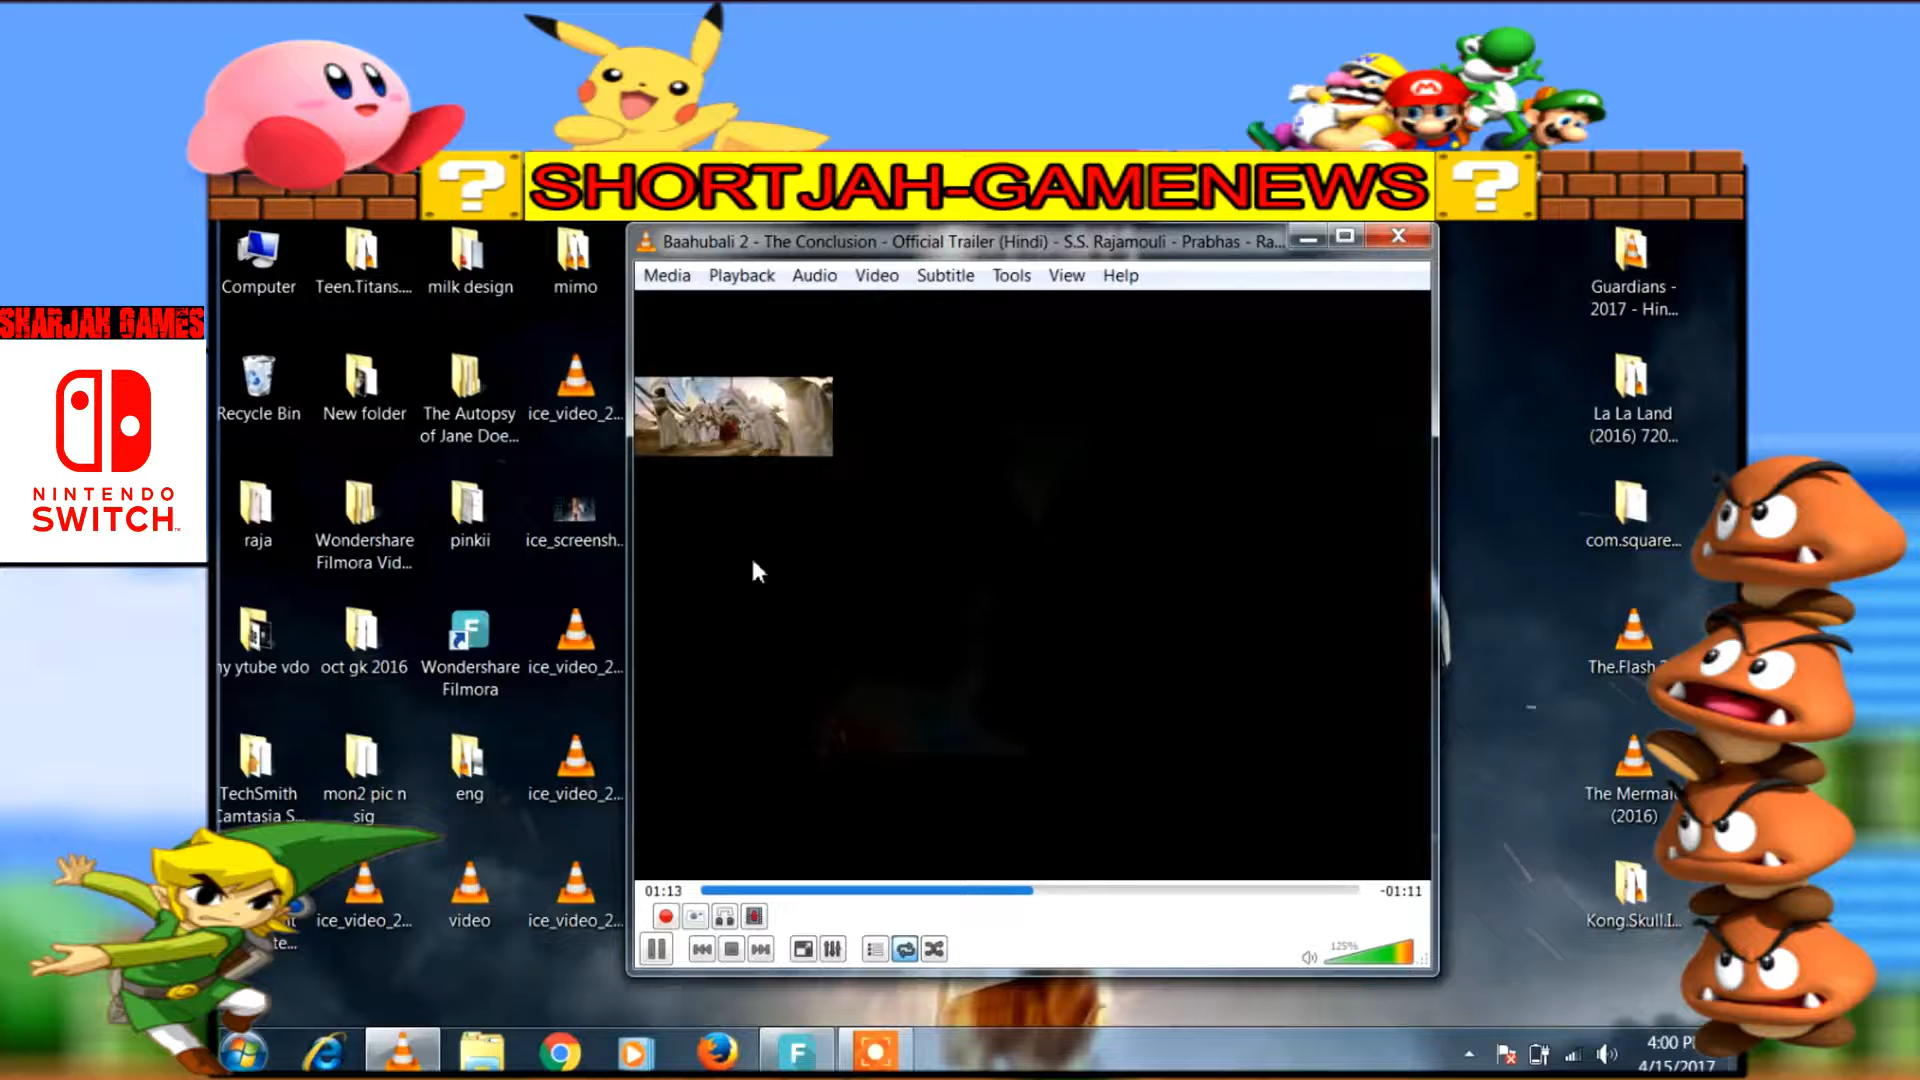 SHORTJAH-GAMENEWS
SHARJAH GAMES
NINTENDO
SWITCH
Baahubali 2 - The Conclusion - Official Trailer (Hindi) - S.S. Rajamouli - Prabhas - Ra...
Media Playback Audio Video Subtitle Tools View Help
Computer
Teen.Titans....
milk design
mimo
Guardians -
2017 - Hin...
Recycle Bin
New folder
The Autopsy
of Jane Doe...
ice_video_2...
La La Land
(2016) 720...
raja
Wondershare
Filmora Vid...
pinkii
ice_screensh...
com.square...
ytube vdo
oct gk 2016
Wondershare
Filmora
ice_video_2...
The.Flash
TechSmith
Camtasia S...
mon2 pic n
sig
eng
ice_video_2...
The Mermai
(2016)
te...
ice_video_2...
video
ice_video_2...
Kong.Skull.I...
01:13
-01:11
125%
4:00 P
4/15/2017